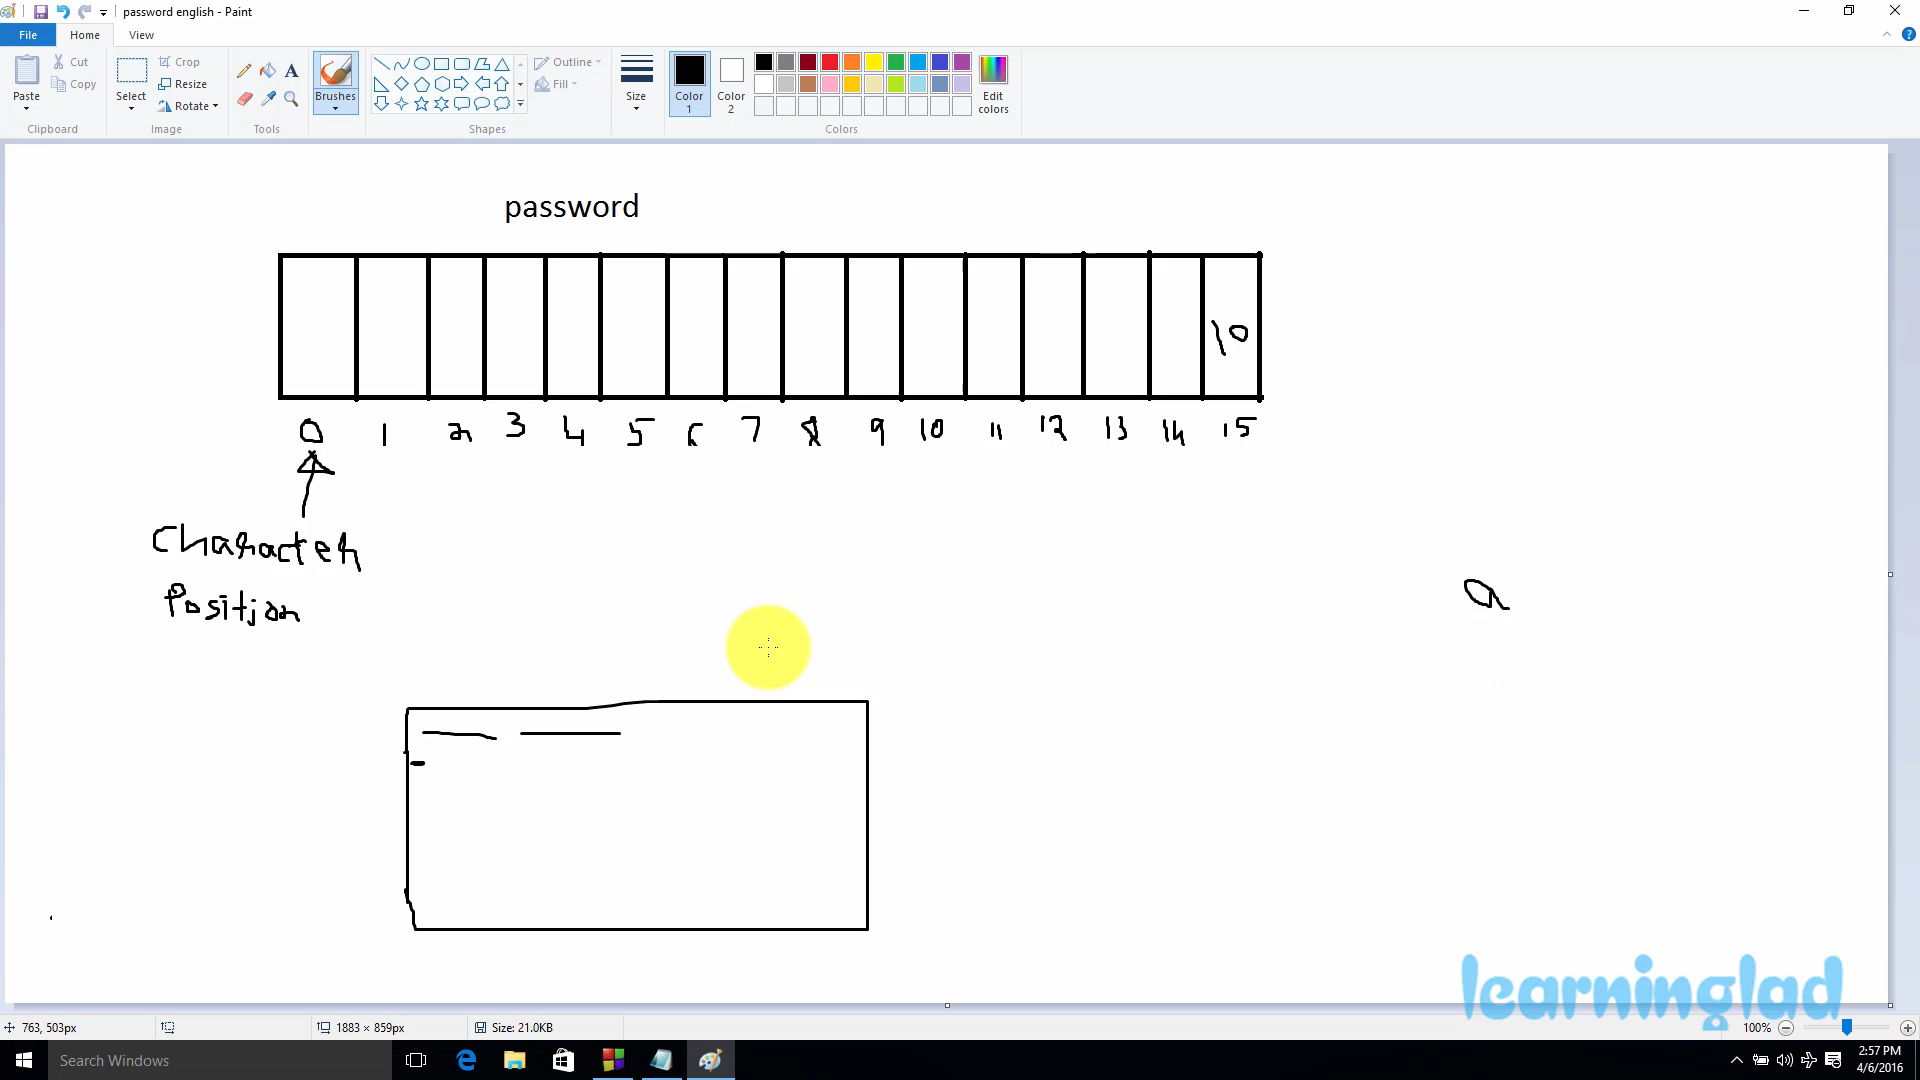 password english - Paint
File Home View
Paste Cut Copy Clipboard
Select Crop Resize Rotate Image
Tools
Brushes
Shapes
Outline Fill
Size
Color 1 Color 2
Edit colors
Colors
password
10
0 1 2 3 4 5 6 7 8 9 10 11 12 13 14 15
Character
Position
a
learninglad
763, 503px 1883 × 859px Size: 21.0KB 100%
Search Windows
2:57 PM
4/6/2016